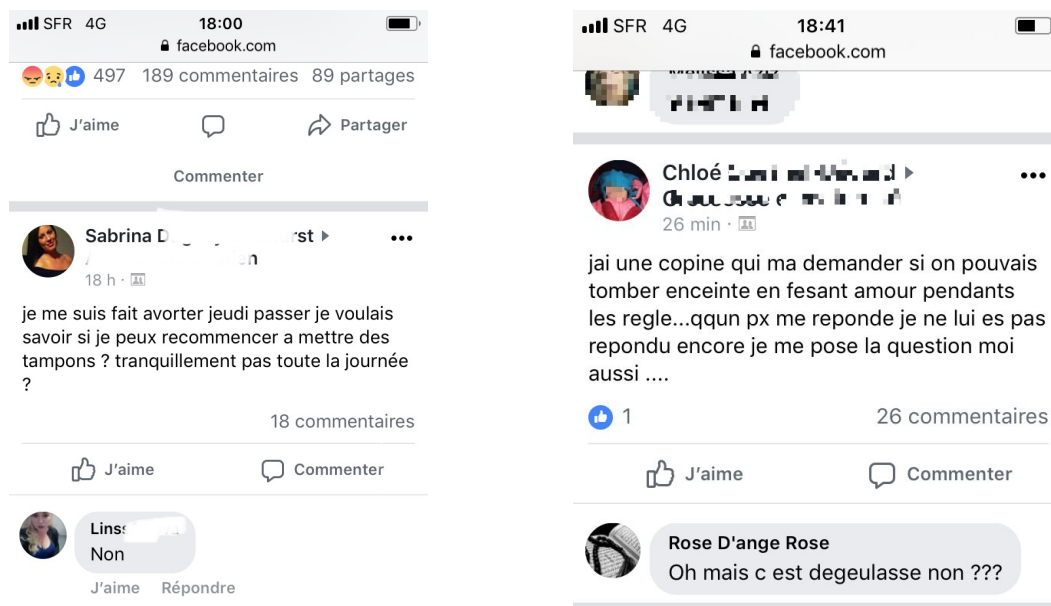 SFR 4G 18:00
facebook.com
497 189 commentaires 89 partages
J'aime Partager
Commenter
Sabrina
18 h
je me suis fait avorter jeudi passer je voulais
savoir si je peux recommencer a mettre des
tampons ? tranquillement pas toute la journée
?
18 commentaires
J'aime Commenter
Non
J'aime Répondre
SFR 4G 18:41
facebook.com
Chloé
26 min
jai une copine qui ma demander si on pouvais
tomber enceinte en fesant amour pendants
les regle...qqun px me reponde je ne lui es pas
repondu encore je me pose la question moi
aussi ....
1 26 commentaires
J'aime Commenter
Rose D'ange Rose
Oh mais c est degeulasse non ???